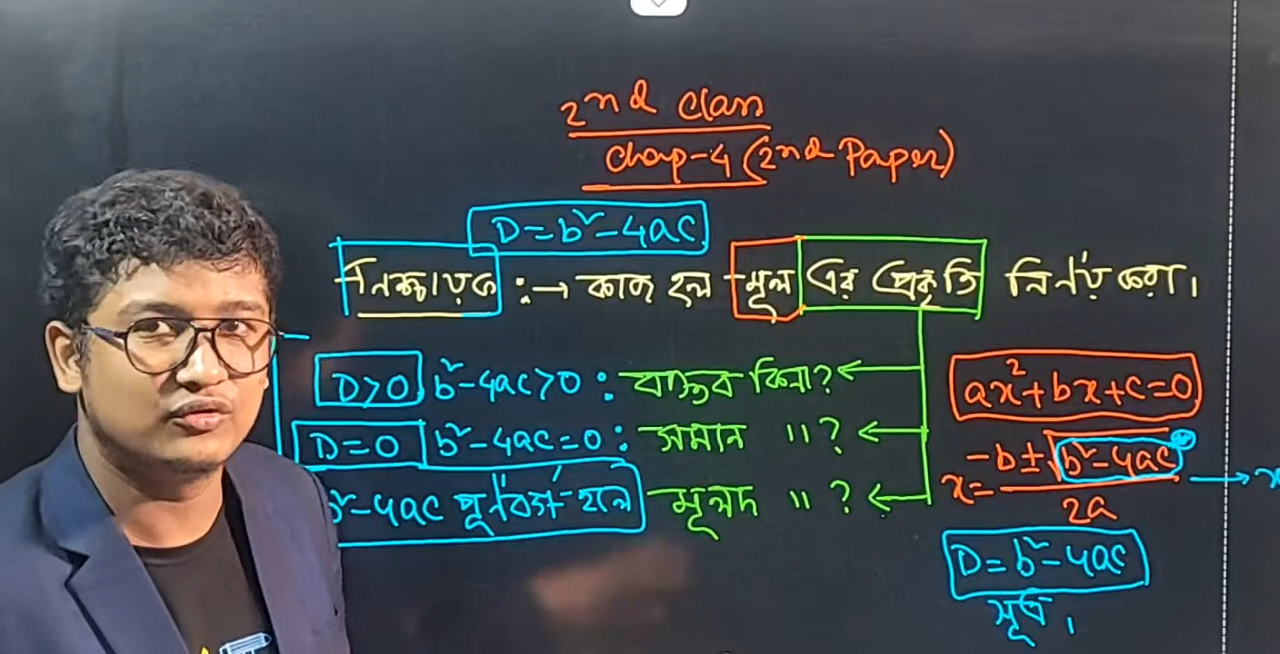 2nd Class
Chap-4 (2nd Paper)
D=b²-4ac
নিশ্চায়ক :→ কাজ হল মূল এর প্রকৃতি নির্ণয় করা।
D>0 b²-4ac>0 : বাস্তব কিনা?
D=0 b²-4ac=0 : সমান " ?
b²-4ac পূর্ণবর্গ হলে মূলদ " ?
ax²+bx+c=0
x= -b±√b²-4ac / 2a →
D=b²-4ac
সূত্র।